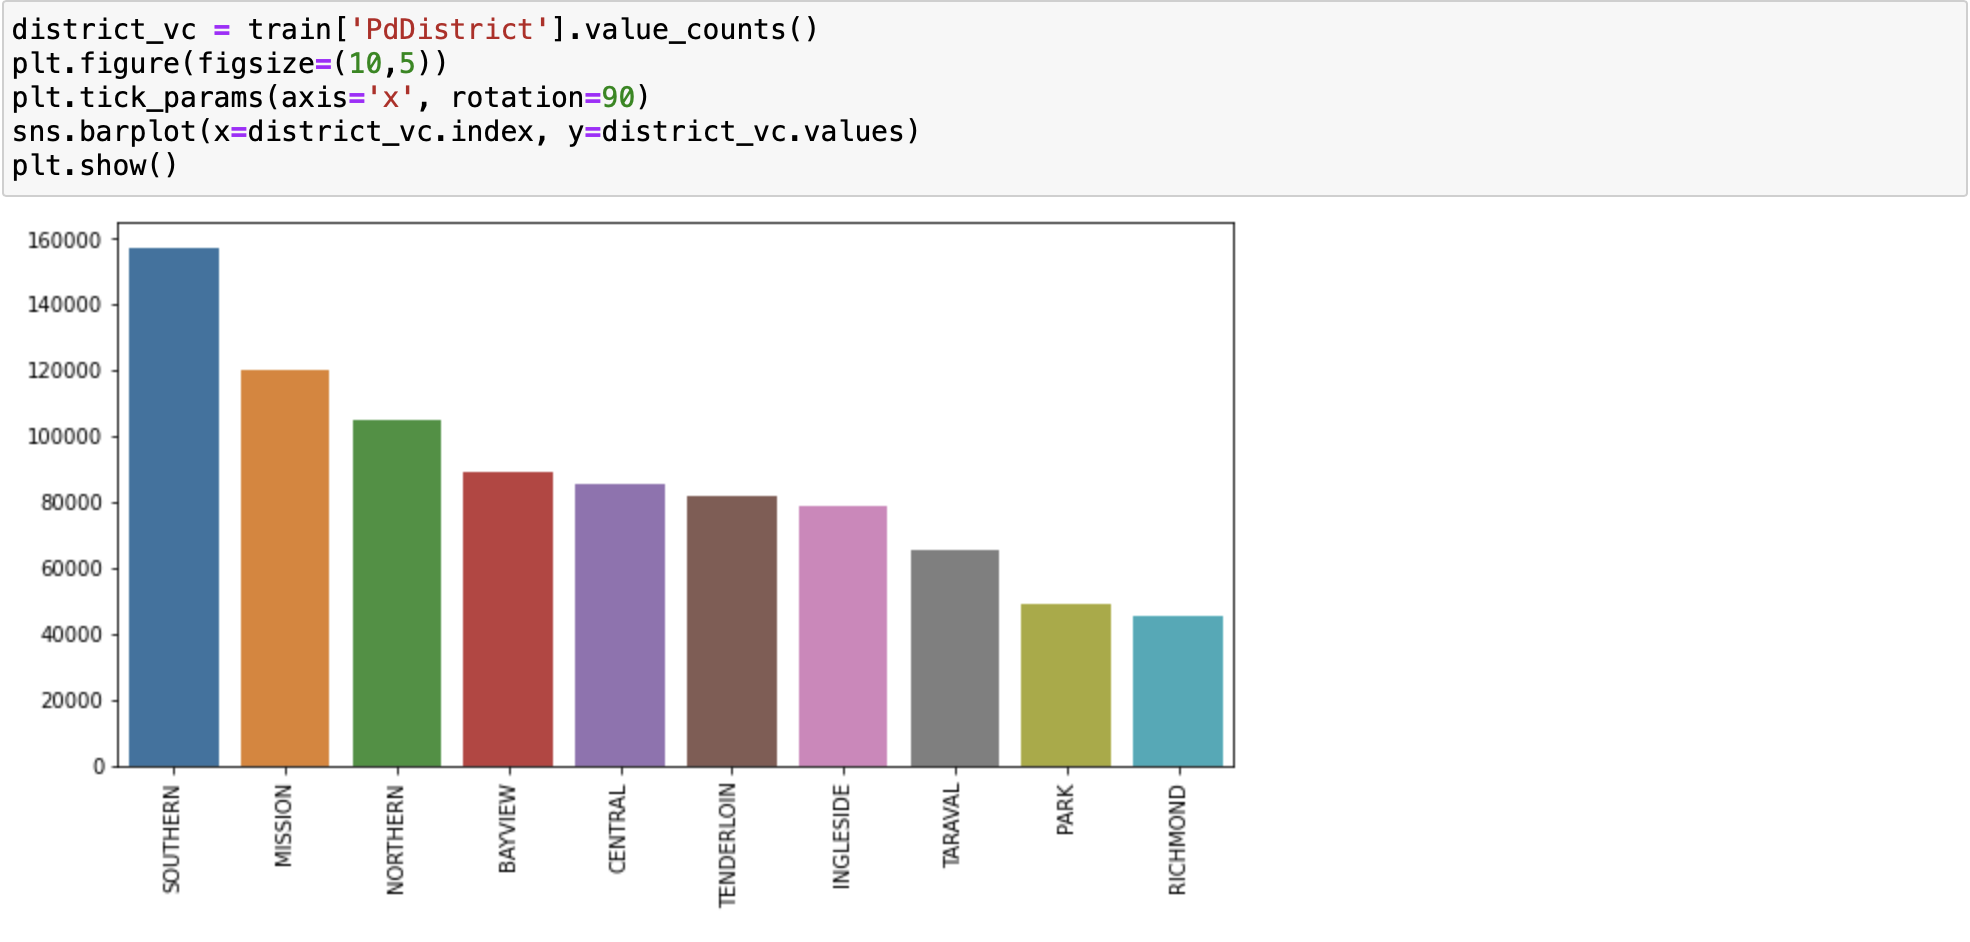 district_vc = train['PdDistrict'].value_counts()
plt.figure(figsize=(10,5))
plt.tick_params(axis='x', rotation=90)
sns.barplot(x=district_vc.index, y=district_vc.values)
plt.show()
160000
140000
120000
100000
80000
60000
40000
20000
0
SOUTHERN
MISSION
NORTHERN
BAYVIEW
CENTRAL
TENDERLOIN
INGLESIDE
TARAVAL
PARK
RICHMOND